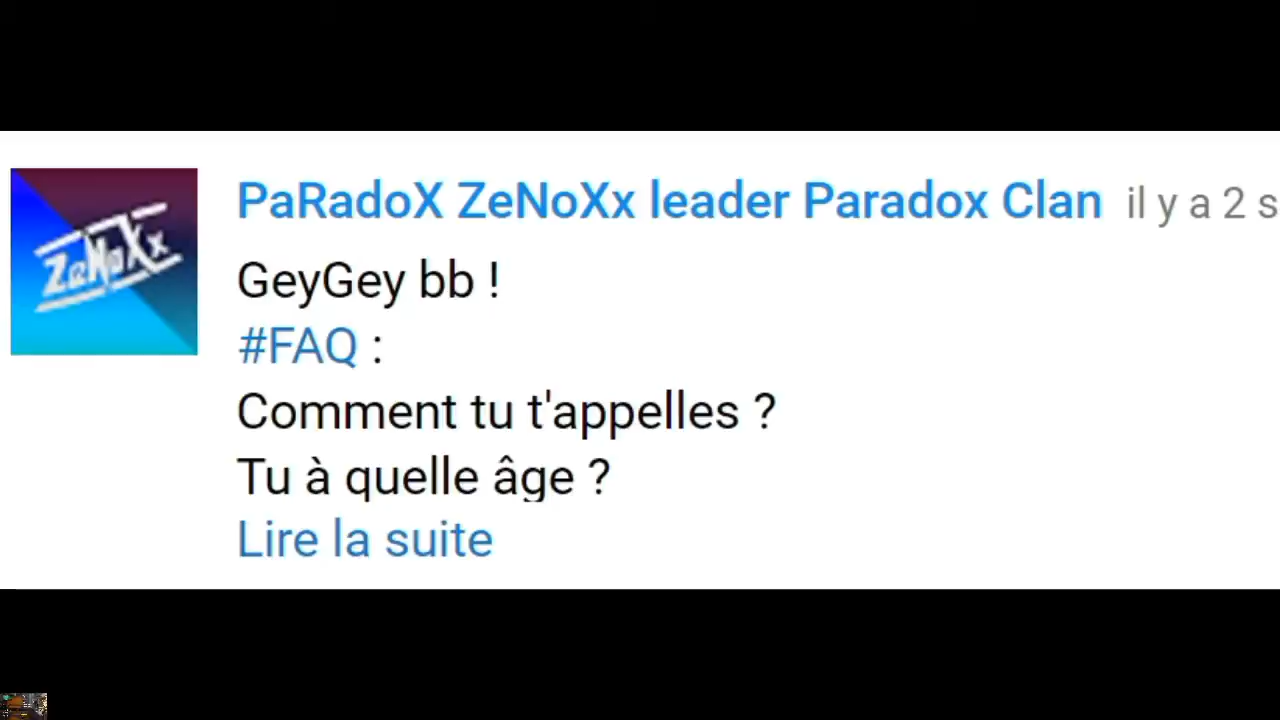 ZeNoXx
PaRadoX ZeNoXx leader Paradox Clan il y a 2 s
GeyGey bb !
#FAQ :
Comment tu t'appelles ?
Tu à quelle âge ?
Lire la suite